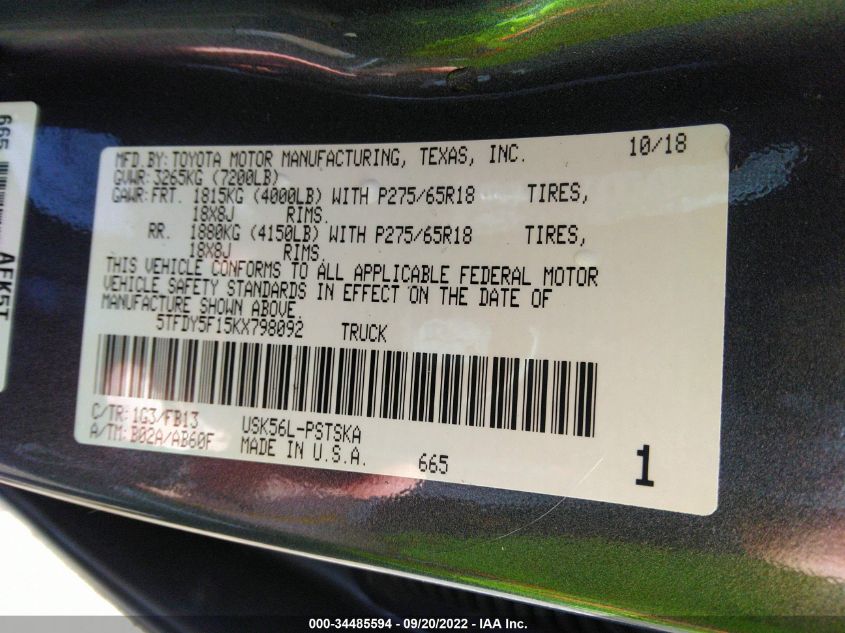 MFD.BY:TOYOTA MOTOR MANUFACTURING, TEXAS, INC. 10/18
GVWR:3265KG (7200LB)
GAWR:FRT. 1815KG (4000LB) WITH P275/65R18 TIRES,
18X8J RIMS.
RR. 1880KG (4150LB) WITH P275/65R18 TIRES,
18X8J RIMS.
THIS VEHICLE CONFORMS TO ALL APPLICABLE FEDERAL MOTOR
VEHICLE SAFETY STANDARDS IN EFFECT ON THE DATE OF
MANUFACTURE SHOWN ABOVE.
5TFDY5F15KX798092 TRUCK
C/TR:1G3/FB13 USK56L-PSTSKA
A/TM:B02A/AB60F MADE IN U.S.A. 665 1
665
AFK5T
000-34485594 - 09/20/2022 - IAA Inc.